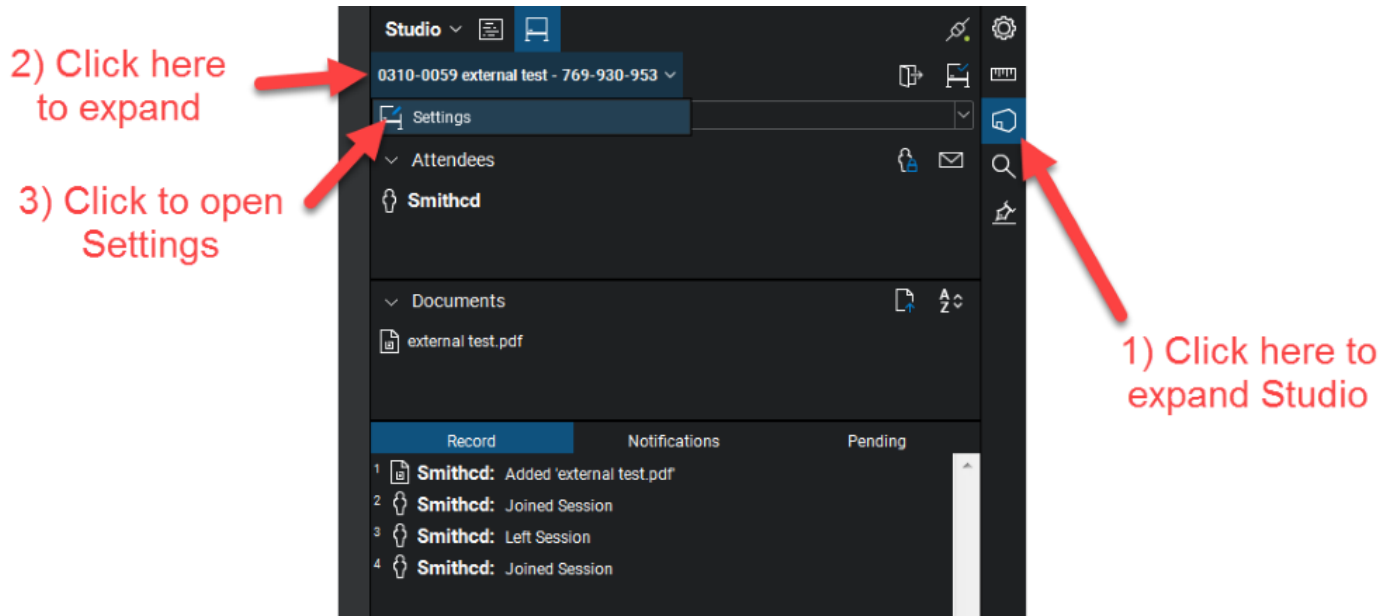 Studio
2) Click here
to expand
0310-0059 external test - 769-930-953
Settings
3) Click to open
Settings
Attendees
Smithcd
Documents
A
Z
external test.pdf
1) Click here to
expand Studio
Record Notifications Pending
1 Smithcd: Added 'external test.pdf'
2 Smithcd: Joined Session
3 Smithcd: Left Session
4 Smithcd: Joined Session